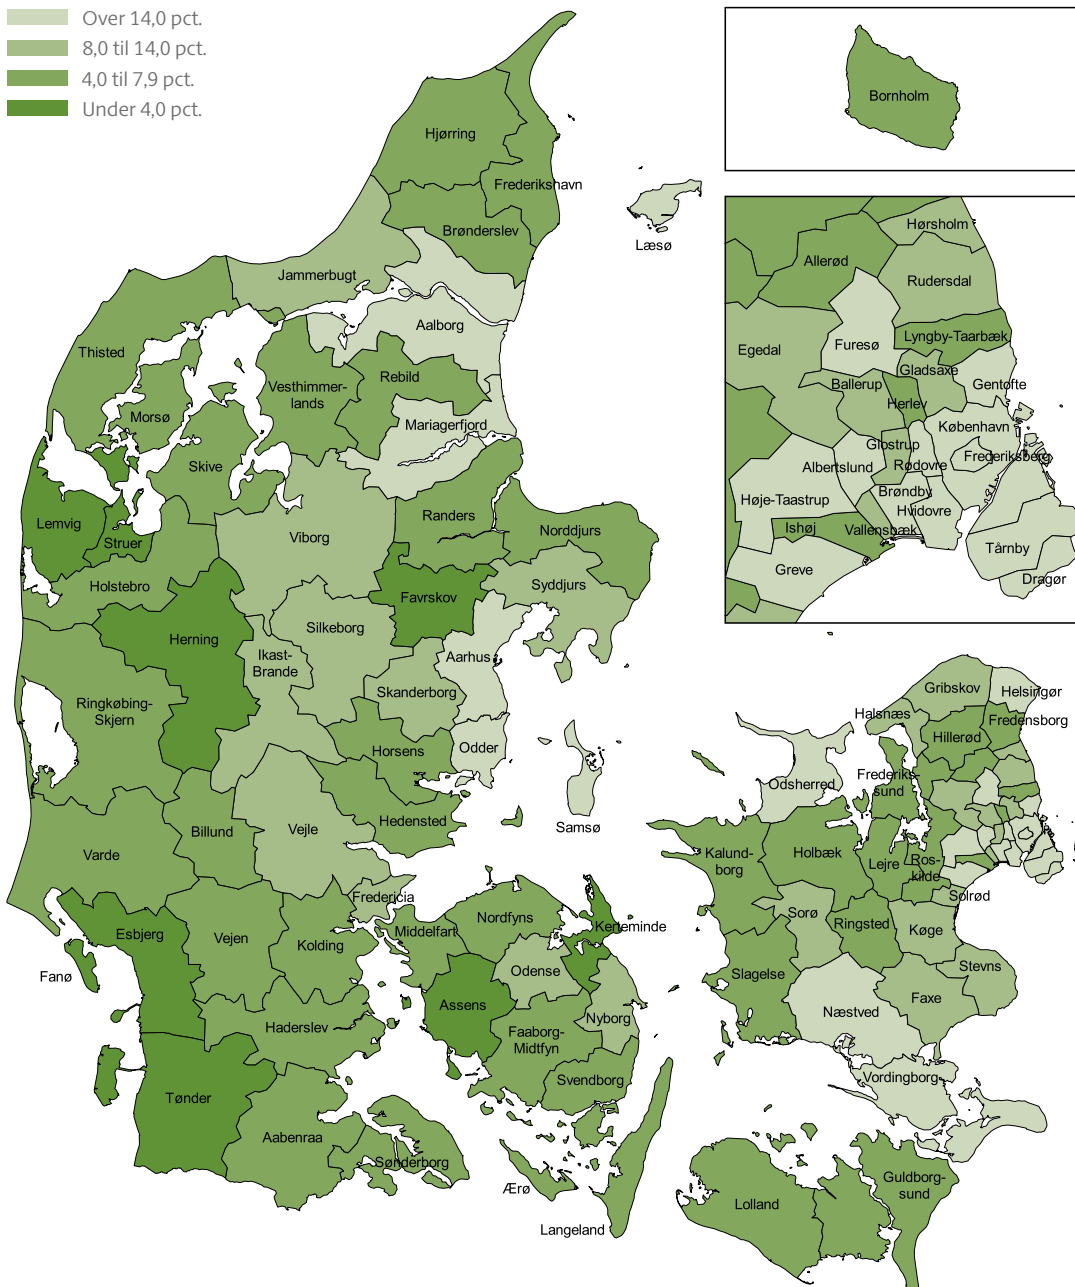 Over 14,0 pct.
8,0 til 14,0 pct.
4,0 til 7,9 pct.
Under 4,0 pct.
Bornholm
Hjørring
Frederikshavn
Brønderslev
Læsø
Jammerbugt
Aalborg
Thisted
Vesthimmer-
lands
Rebild
Morsø
Mariagerfjord
Skive
Lemvig
Struer
Viborg
Randers
Norddjurs
Holstebro
Favrskov
Syddjurs
Herning
Silkeborg
Ikast-
Brande
Aarhus
Skanderborg
Ringkøbing-
Skjern
Horsens
Odder
Samsø
Hedensted
Billund
Vejle
Varde
Fredericia
Esbjerg
Vejen
Kolding
Middelfart
Nordfyns
Kerteminde
Fanø
Odense
Assens
Nyborg
Haderslev
Faaborg-
Midtfyn
Svendborg
Tønder
Aabenraa
Sønderborg
Ærø
Langeland
Hørsholm
Allerød
Rudersdal
Egedal
Furesø
Lyngby-Taarbæk
Gladsaxe
Ballerup
Gentofte
Herlev
København
Glostrup
Frederiksberg
Albertslund
Rødovre
Høje-Taastrup
Brøndby
Hvidovre
Ishøj
Vallensbæk
Greve
Tårnby
Dragør
Gribskov
Helsingør
Halsnæs
Fredensborg
Hillerød
Odsherred
Frederiks-
sund
Kalund-
borg
Holbæk
Lejre
Ros-
kilde
Solrød
Sorø
Ringsted
Køge
Slagelse
Stevns
Næstved
Faxe
Vordingborg
Lolland
Guldborg-
sund